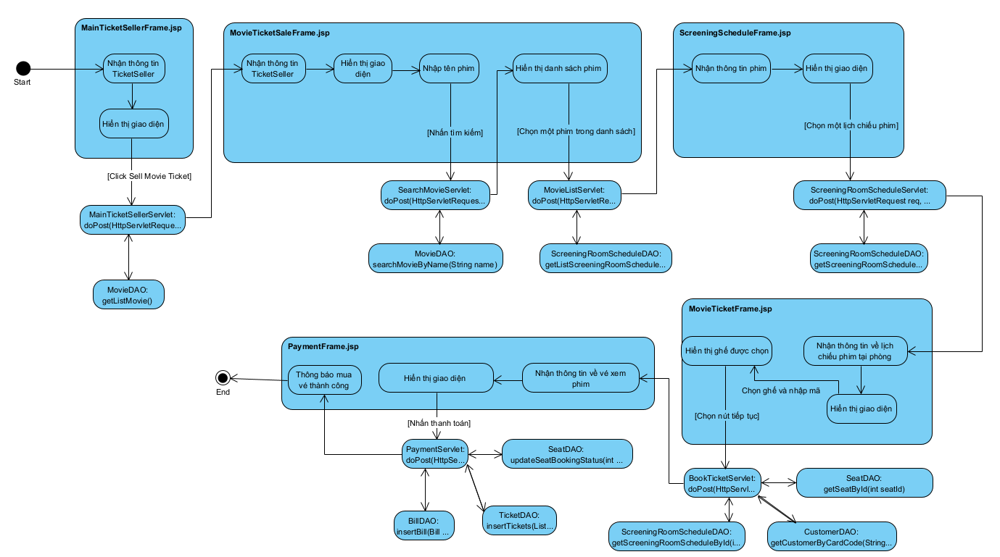 MainTicketSellerFrame.jsp
Nhận thông tin
TicketSeller
Hiển thị giao diện
[Click Sell Movie Ticket]
MainTicketSellerServlet:
doPost(HttpServletReque...
MovieDAO:
getListMovie()
Start
MovieTicketSaleFrame.jsp
Nhận thông tin
TicketSeller
Hiển thị giao
diện
Nhập tên phim
Hiển thị danh sách phim
[Nhấn tìm kiếm]
[Chọn một phim trong danh sách]
SearchMovieServlet:
doPost(HttpServletReques...
MovieDAO:
searchMovieByName(String name)
MovieListServlet:
doPost(HttpServletRe...
ScreeningRoomScheduleDAO:
getListScreeningRoomSchedule...
ScreeningScheduleFrame.jsp
Nhận thông tin phim
Hiển thị giao diện
[Chọn một lịch chiếu phim]
ScreeningRoomScheduleServlet:
doPost(HttpServletRequest req, ...
ScreeningRoomScheduleDAO:
getScreeningRoomSchedule...
MovieTicketFrame.jsp
Hiển thị ghế được chọn
Nhận thông tin về lịch
chiếu phim tại phòng
Chọn ghế và nhập mã
Hiển thị giao diện
[Chọn nút tiếp tục]
BookTicketServlet:
doPost(HttpServl...
SeatDAO:
getSeatById(int seatId)
ScreeningRoomScheduleDAO:
getScreeningRoomScheduleById(i...
CustomerDAO:
getCustomerByCardCode(String...
PaymentFrame.jsp
Thông báo mua
vé thành công
Hiển thị giao diện
Nhận thông tin về vé xem
phim
End
[Nhấn thanh toán]
PaymentServlet:
doPost(HttpSe...
SeatDAO:
updateSeatBookingStatus(int ...
BillDAO:
insertBill(Bill ...
TicketDAO:
insertTickets(List...